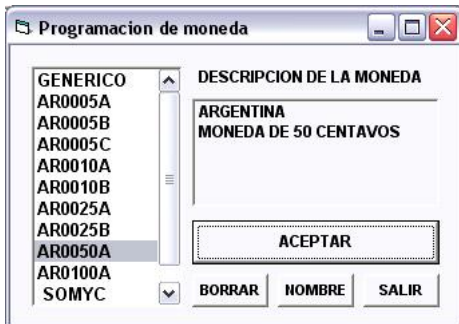 Programacion de moneda
GENERICO
AR0005A
AR0005B
AR0005C
AR0010A
AR0010B
AR0025A
AR0025B
AR0050A
AR0100A
SOMYC
DESCRIPCION DE LA MONEDA
ARGENTINA
MONEDA DE 50 CENTAVOS
ACEPTAR
BORRAR
NOMBRE
SALIR